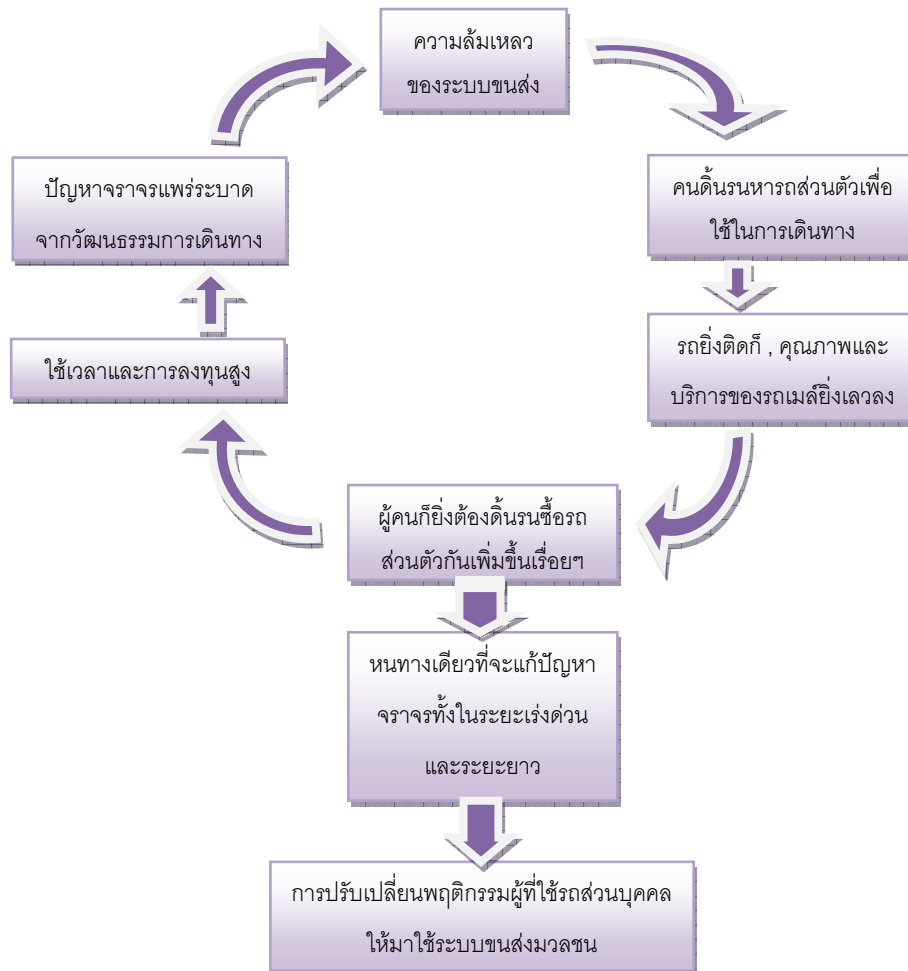 ความล้มเหลว
ของระบบขนส่ง
คนดิ้นรนหารถส่วนตัวเพื่อ
ใช้ในการเดินทาง
รถยิ่งติดก็ , คุณภาพและ
บริการของรถเมล์ยิ่งเลวลง
ผู้คนก็ยิ่งต้องดิ้นรนซื้อรถ
ส่วนตัวกันเพิ่มขึ้นเรื่อยๆ
ใช้เวลาและการลงทุนสูง
ปัญหาจราจรแพร่ระบาด
จากวัฒนธรรมการเดินทาง
หนทางเดียวที่จะแก้ปัญหา
จราจรทั้งในระยะเร่งด่วน
และระยะยาว
การปรับเปลี่ยนพฤติกรรมผู้ที่ใช้รถส่วนบุคคล
ให้มาใช้ระบบขนส่งมวลชน